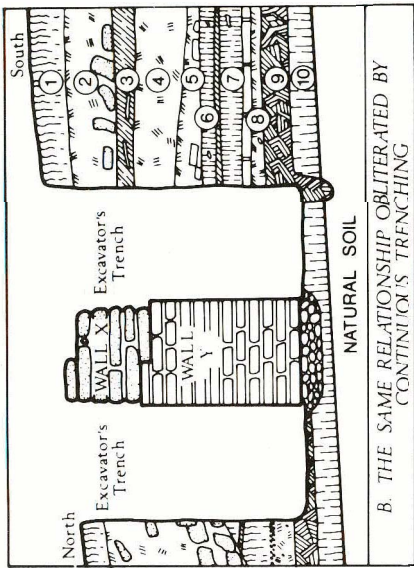 North
South
Excavator's
Trench
Excavator's
Trench
WALL X
WALL
Y
1
2
3
4
5
6
7
8
9
10
NATURAL SOIL
B. THE SAME RELATIONSHIP OBLITERATED BY
CONTINUOUS TRENCHING